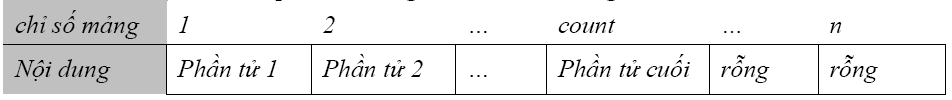 chỉ số mảng 1 2 ... count ... n
Nội dung Phần tử 1 Phần tử 2 ... Phần tử cuối rỗng rỗng